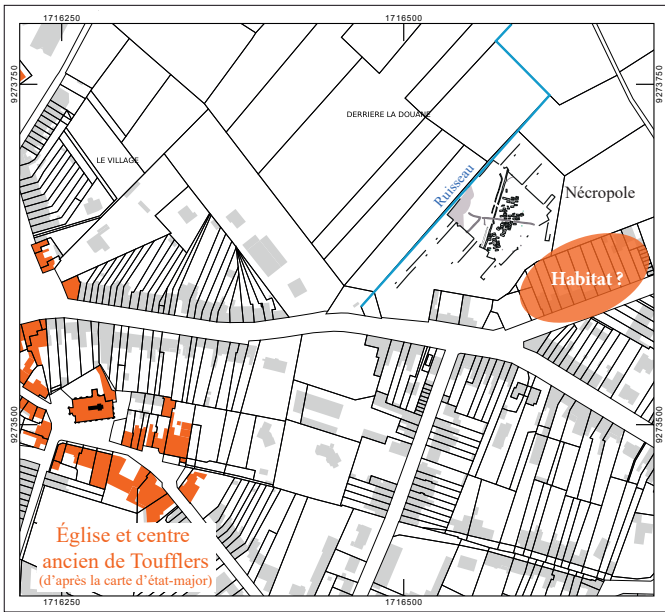 1716250
1716500
9273750
9273750
DERRIERE LA DOUANE
LE VILLAGE
Ruisseau
Nécropole
Habitat ?
9273500
9273500
Église et centre
ancien de Toufflers
(d'après la carte d'état-major)
1716250
1716500